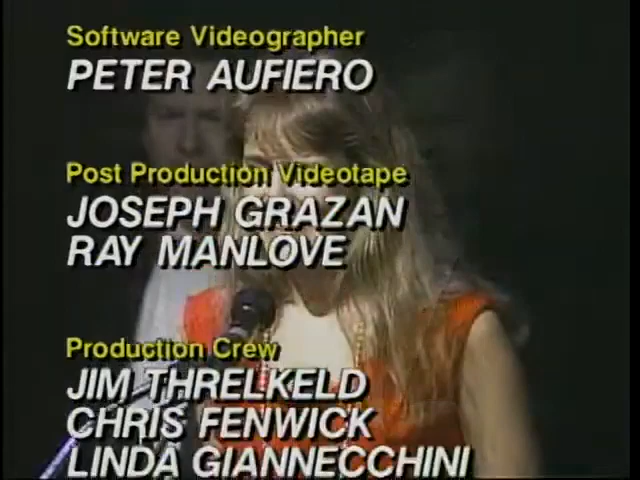 Software Videographer
PETER AUFIERO
Post Production Videotape
JOSEPH GRAZAN
RAY MANLOVE
Production Crew
JIM THRELKELD
CHRIS FENWICK
LINDA GIANNECCHINI